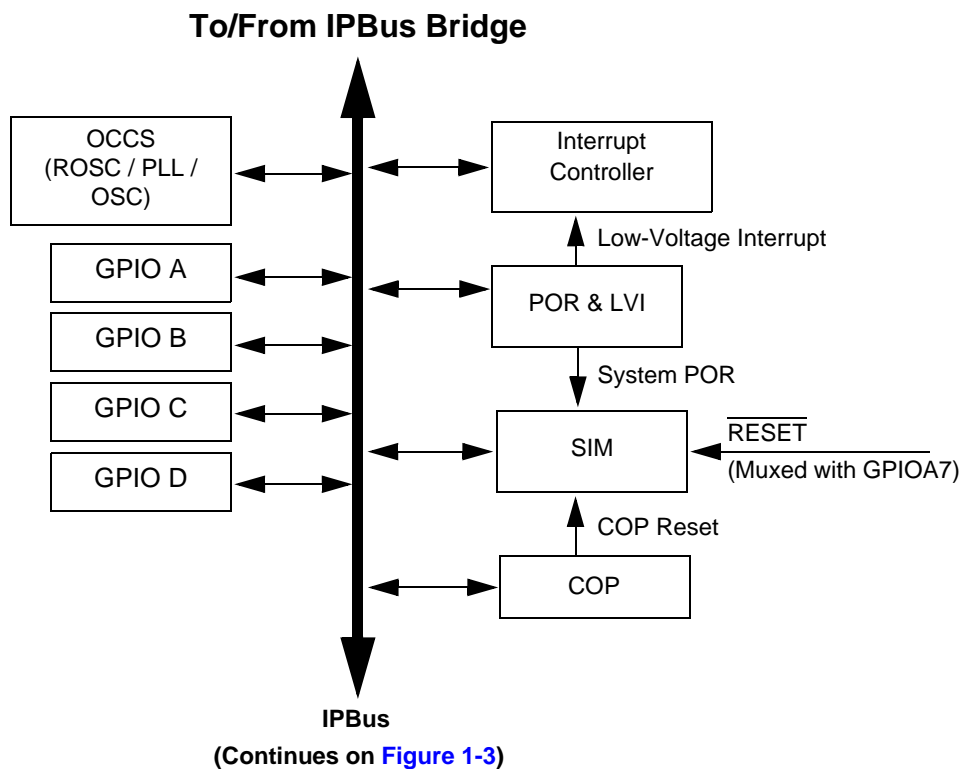 To/From IPBus Bridge
OCCS
(ROSC / PLL /
OSC)
GPIO A
GPIO B
GPIO C
GPIO D
Interrupt
Controller
Low-Voltage Interrupt
POR & LVI
System POR
SIM
RESET
(Muxed with GPIOA7)
COP Reset
COP
IPBus
(Continues on Figure 1-3)